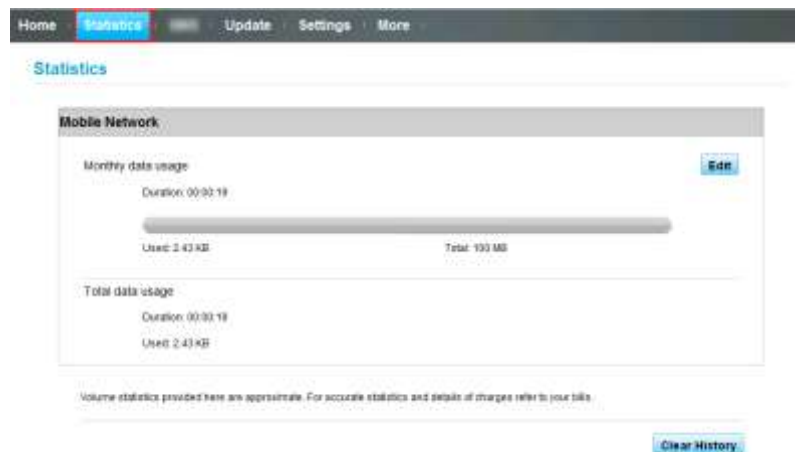 Home Statistics Update Settings More
Statistics
Mobile Network
Monthly data usage Edit
Duration: 00:00:19
Used: 2.43 KB Total: 100 MB
Total data usage
Duration: 00:00:19
Used: 2.43 KB
Volume statistics provided here are approximate. For accurate statistics and details of charges refer to your bills.
Clear History